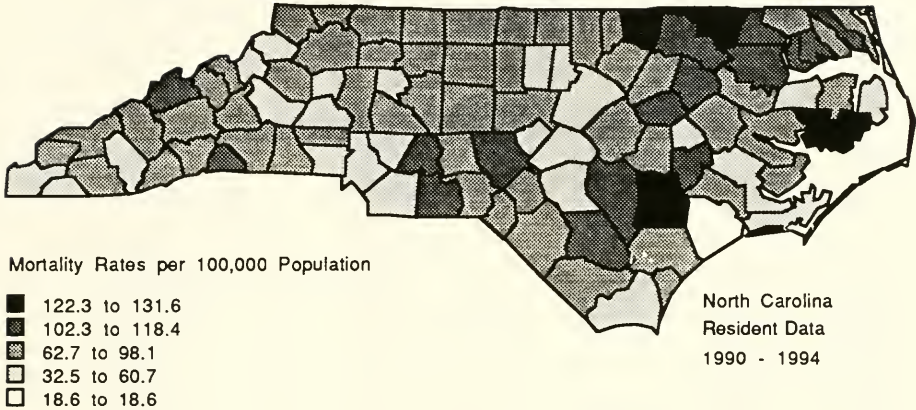 Mortality Rates per 100,000 Population
122.3 to 131.6
102.3 to 118.4
62.7 to 98.1
32.5 to 60.7
18.6 to 18.6
North Carolina
Resident Data
1990 - 1994